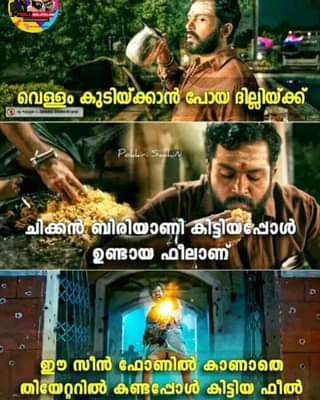 വെള്ളം കുടിയ്ക്കാൻ പോയ ദില്ലിയ്ക്ക്
ചിക്കൻ ബിരിയാണി കിട്ടിയപ്പോൾ
ഉണ്ടായ ഫീലാണ്
ഈ സീൻ ഫോണിൽ കാണാതെ
തിയേറ്ററിൽ കണ്ടപ്പോൾ കിട്ടിയ ഫീൽ